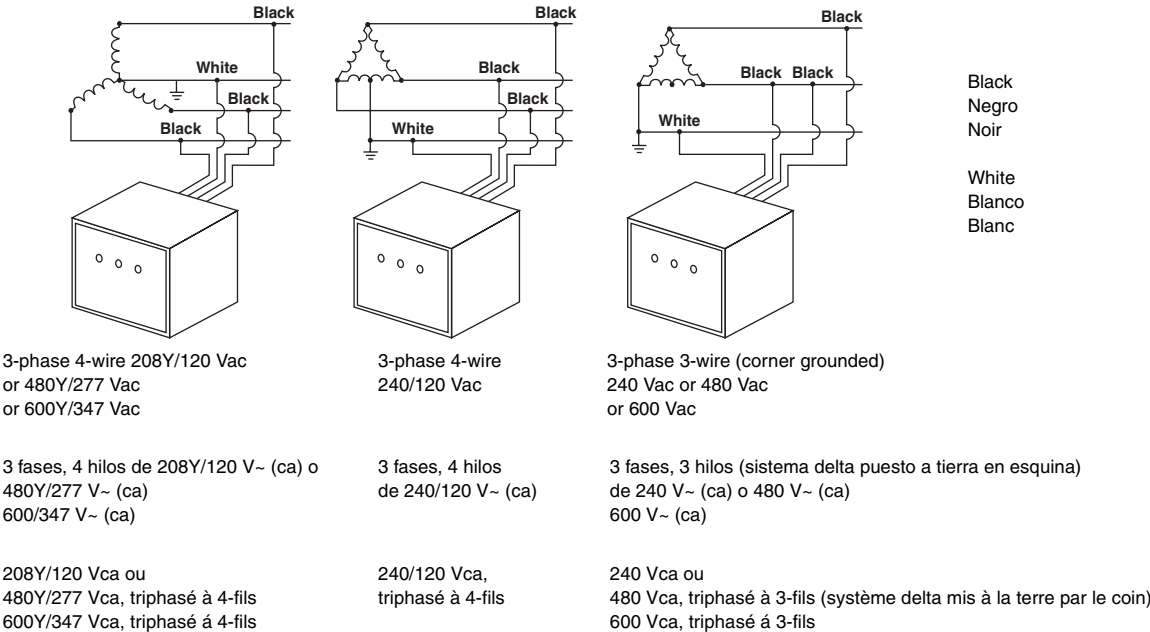 Black
White
Black
Black
Black
Black
Black
White
Black
Black Black
White
Black
Negro
Noir
White
Blanco
Blanc
3-phase 4-wire 208Y/120 Vac
or 480Y/277 Vac
or 600Y/347 Vac
3-phase 4-wire
240/120 Vac
3-phase 3-wire (corner grounded)
240 Vac or 480 Vac
or 600 Vac
3 fases, 4 hilos de 208Y/120 V~ (ca) o
480Y/277 V~ (ca)
600/347 V~ (ca)
3 fases, 4 hilos
de 240/120 V~ (ca)
3 fases, 3 hilos (sistema delta puesto a tierra en esquina)
de 240 V~ (ca) o 480 V~ (ca)
600 V~ (ca)
208Y/120 Vca ou
480Y/277 Vca, triphasé à 4-fils
600Y/347 Vca, triphasé á 4-fils
240/120 Vca,
triphasé à 4-fils
240 Vca ou
480 Vca, triphasé à 3-fils (système delta mis à la terre par le coin)
600 Vca, triphasé á 3-fils